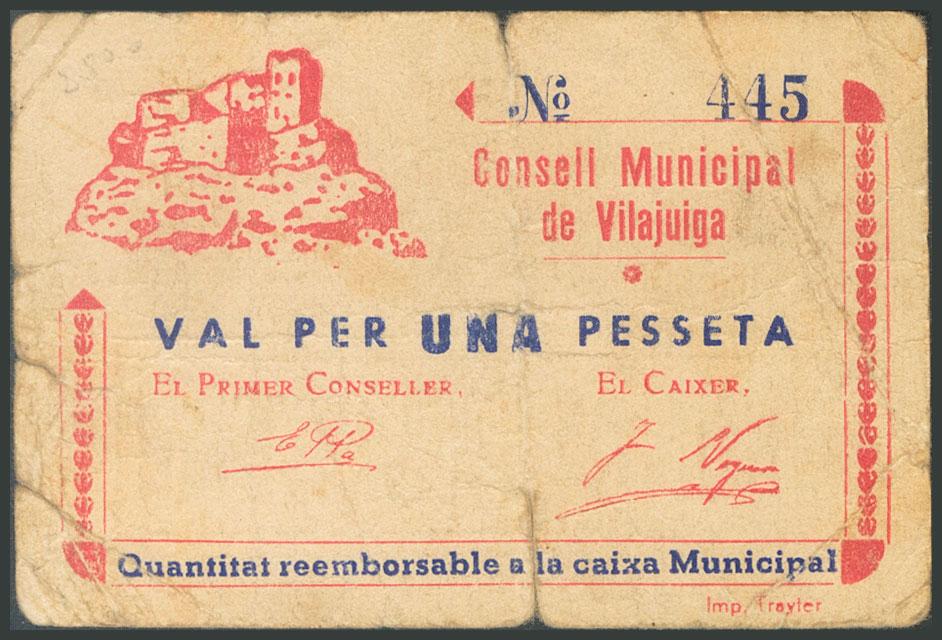 Nº 445
Consell Municipal
de Vilajuiga
VAL PER UNA PESSETA
EL PRIMER CONSELLER, EL CAIXER,
Quantitat reemborsable a la caixa Municipal
Imp. Trayter